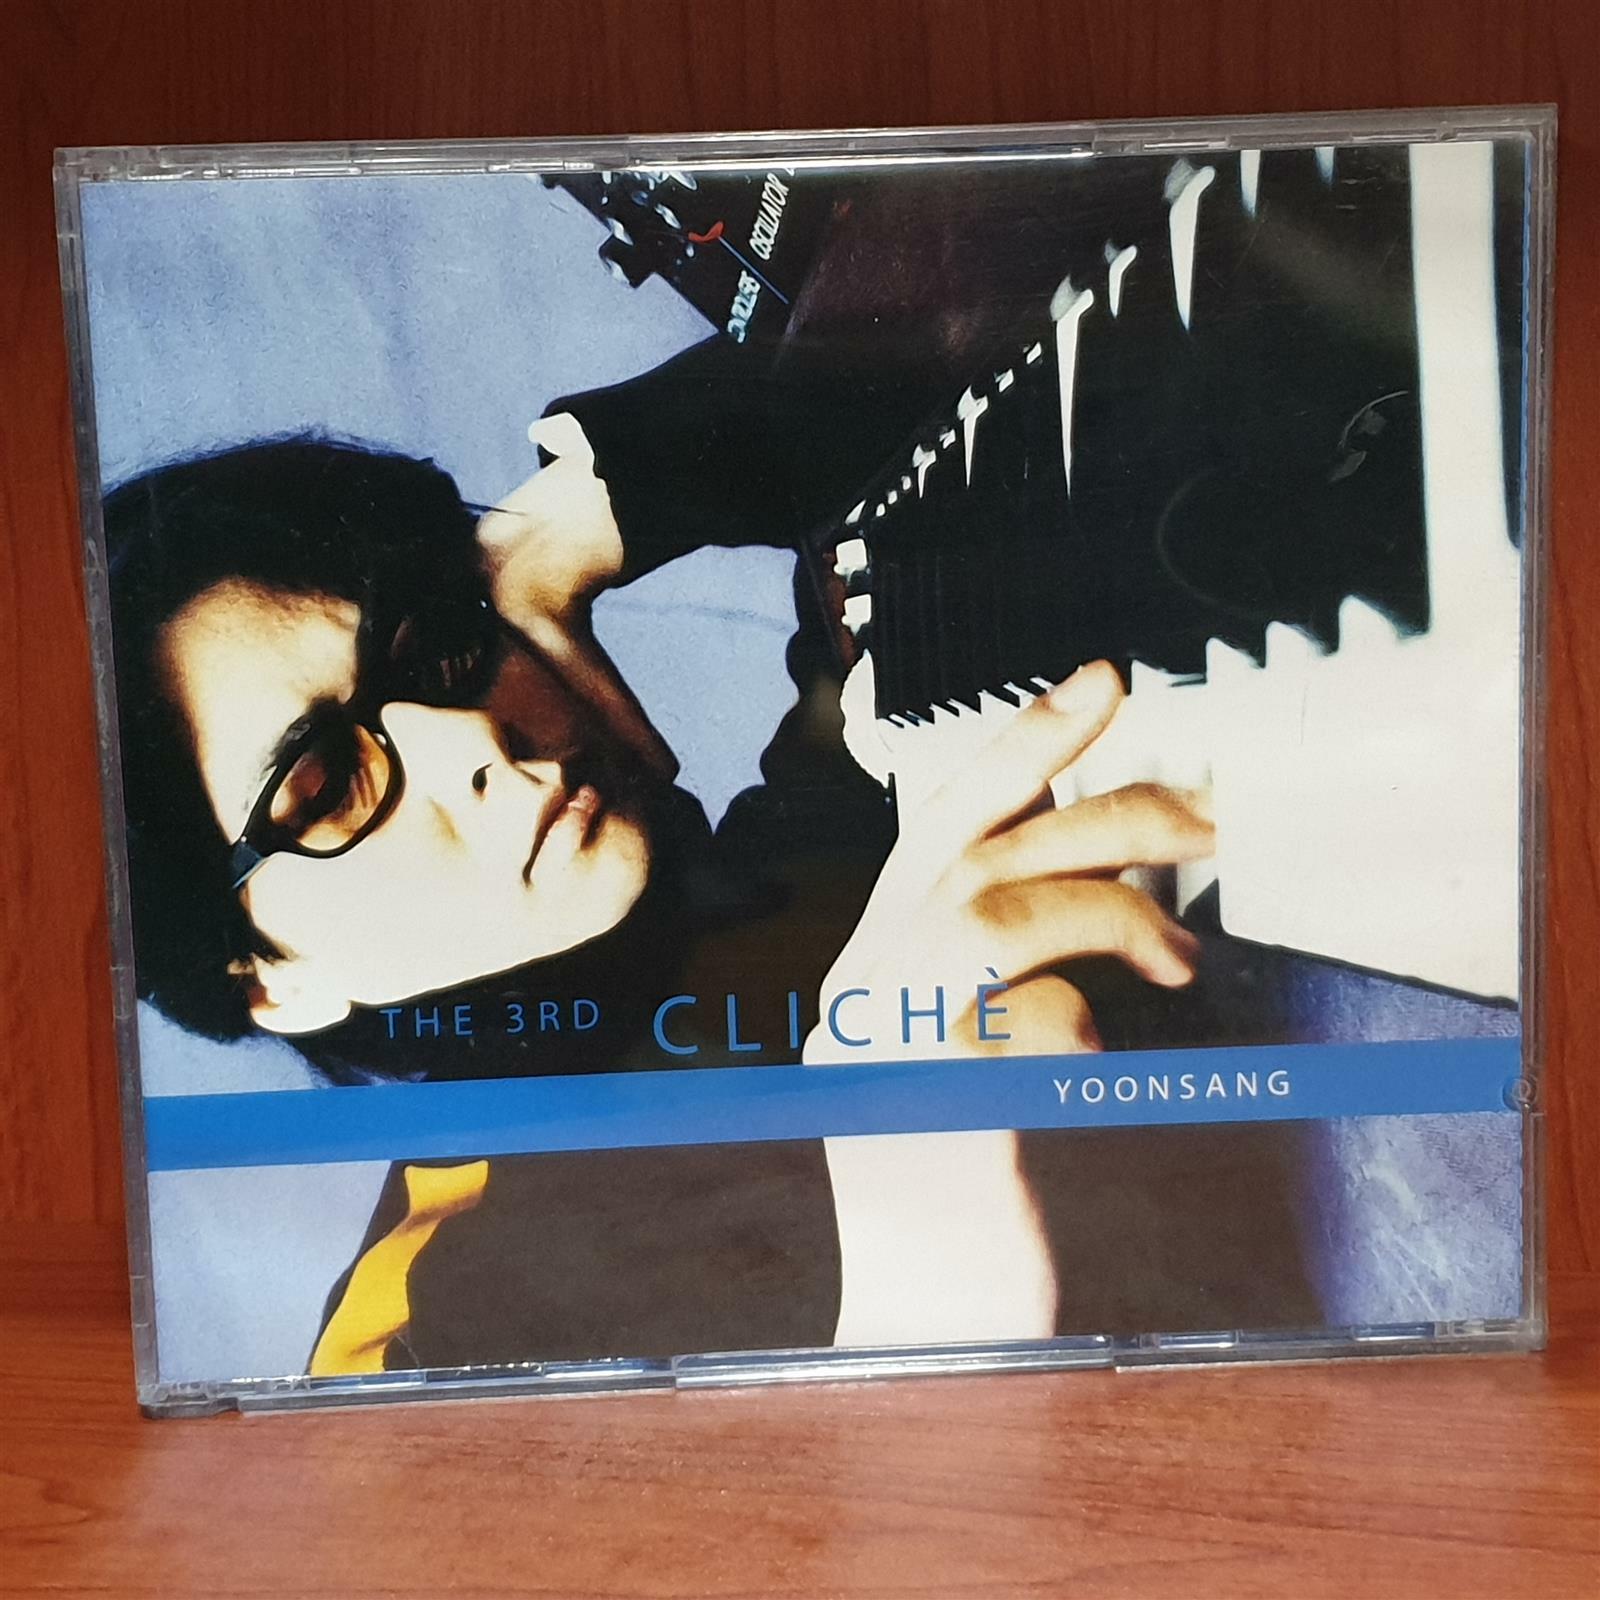 OSCILLATOR
THE 3RD CLICHÈ
YOONSANG